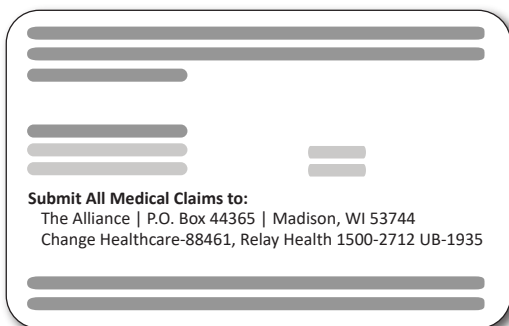 Submit All Medical Claims to:
The Alliance | P.O. Box 44365 | Madison, WI 53744
Change Healthcare-88461, Relay Health 1500-2712 UB-1935